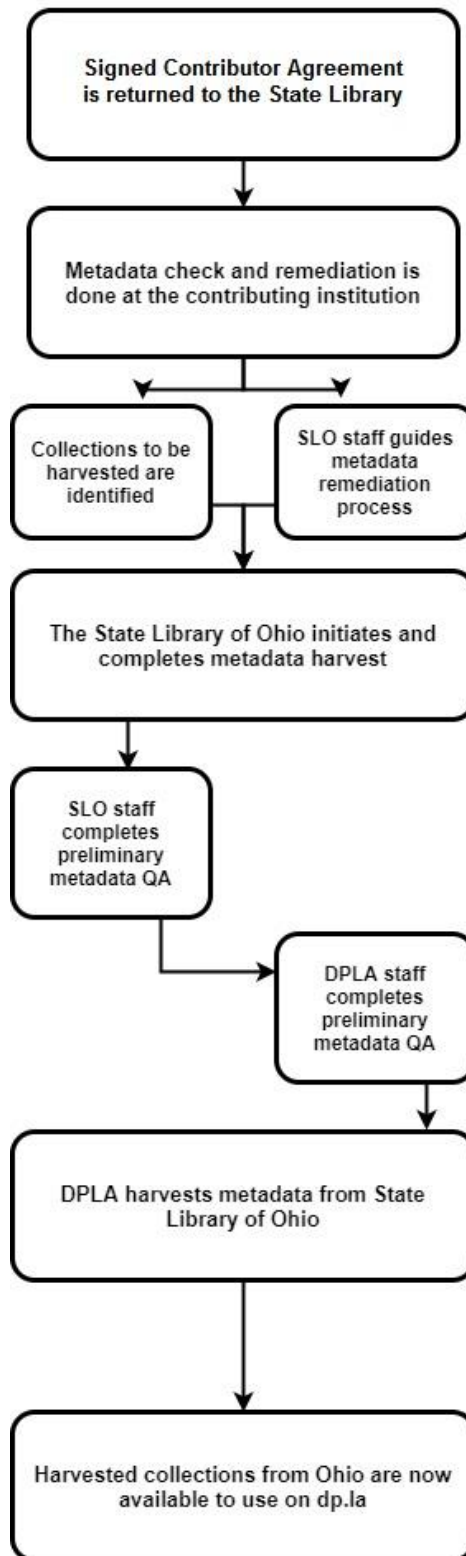 Signed Contributor Agreement
is returned to the State Library
Metadata check and remediation is
done at the contributing institution
Collections to be
harvested are
identified
SLO staff guides
metadata
remediation
process
The State Library of Ohio initiates and
completes metadata harvest
SLO staff
completes
preliminary
metadata QA
DPLA staff
completes
preliminary
metadata QA
DPLA harvests metadata from State
Library of Ohio
Harvested collections from Ohio are now
available to use on dp.la